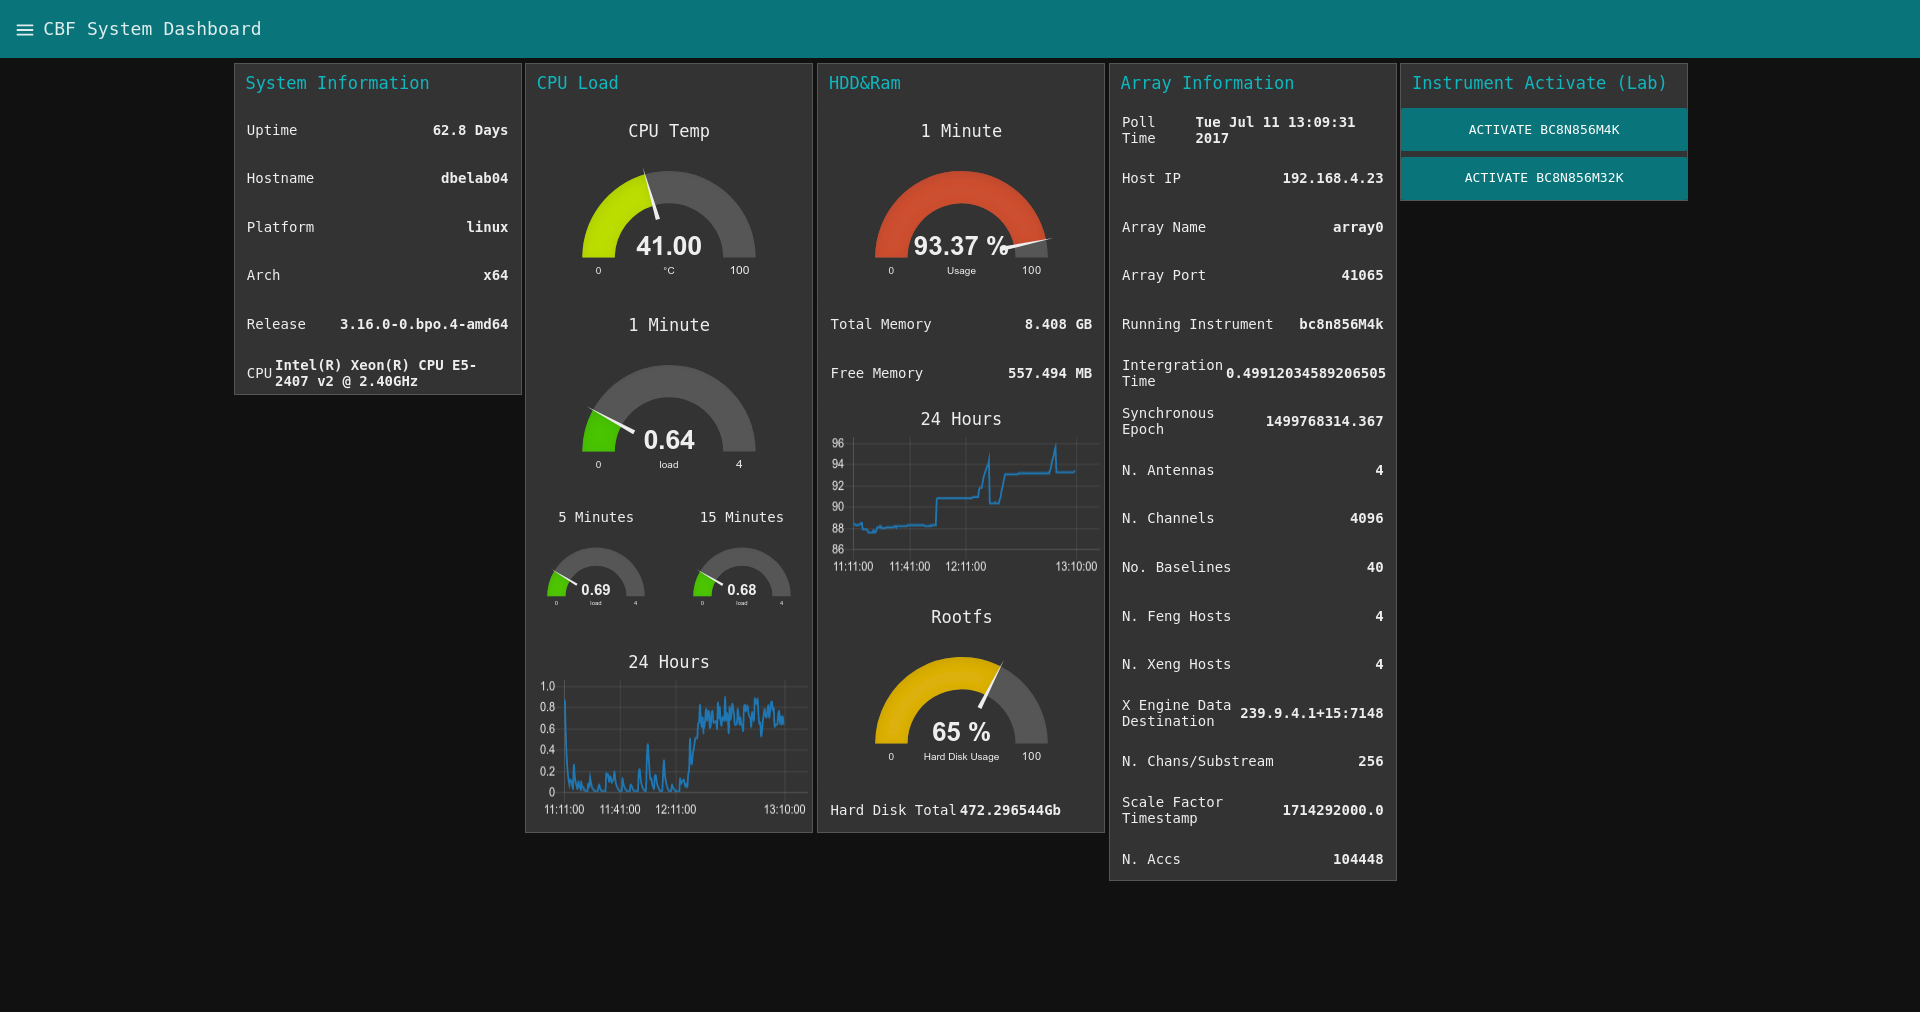 CBF System Dashboard
System Information
Uptime 62.8 Days
Hostname dbelab04
Platform linux
Arch x64
Release 3.16.0-0.bpo.4-amd64
CPU Intel(R) Xeon(R) CPU E5-
2407 v2 @ 2.40GHz
CPU Load
CPU Temp
41.00
0 °C 100
1 Minute
0.64
0 load 4
5 Minutes 15 Minutes
0.69 0.68
0 load 4 0 load 4
24 Hours
1.0
0.8
0.6
0.4
0.2
0
11:11:00 11:41:00 12:11:00 13:10:00
HDD&Ram
1 Minute
93.37 %
0 Usage 100
Total Memory 8.408 GB
Free Memory 557.494 MB
24 Hours
96
94
92
90
88
86
11:11:00 11:41:00 12:11:00 13:10:00
Rootfs
65 %
0 Hard Disk Usage 100
Hard Disk Total 472.296544Gb
Array Information
Poll Time Tue Jul 11 13:09:31
2017
Host IP 192.168.4.23
Array Name array0
Array Port 41065
Running Instrument bc8n856M4k
Intergration
Time 0.49912034589206505
Synchronous
Epoch 1499768314.367
N. Antennas 4
N. Channels 4096
No. Baselines 40
N. Feng Hosts 4
N. Xeng Hosts 4
X Engine Data
Destination 239.9.4.1+15:7148
N. Chans/Substream 256
Scale Factor
Timestamp 1714292000.0
N. Accs 104448
Instrument Activate (Lab)
ACTIVATE BC8N856M4K
ACTIVATE BC8N856M32K